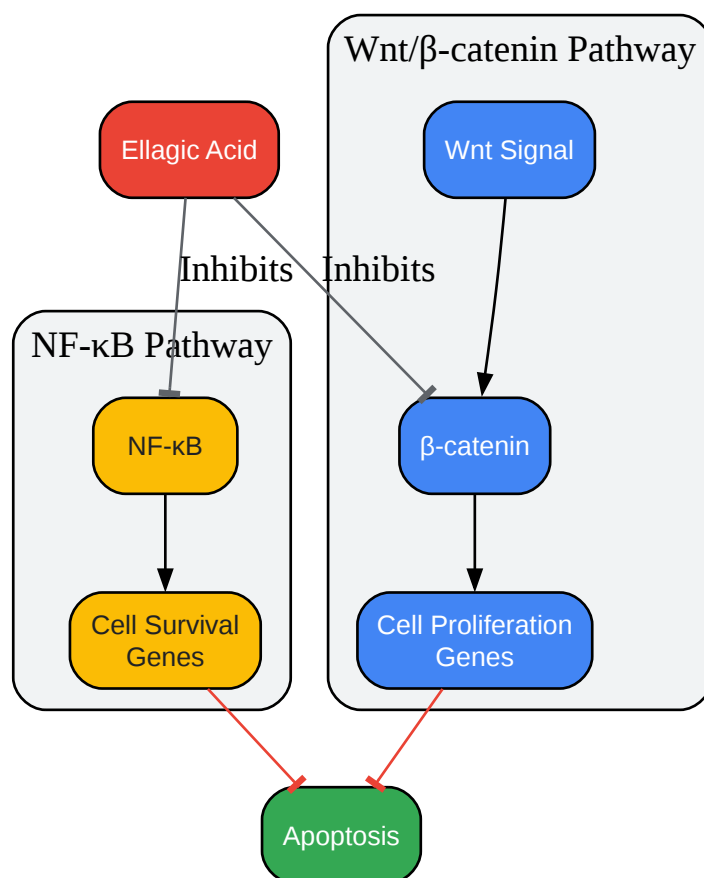 Wnt/β-catenin Pathway
Ellagic Acid
Wnt Signal
Inhibits
Inhibits
NF-κB Pathway
NF-κB
β-catenin
Cell Survival
Genes
Cell Proliferation
Genes
Apoptosis